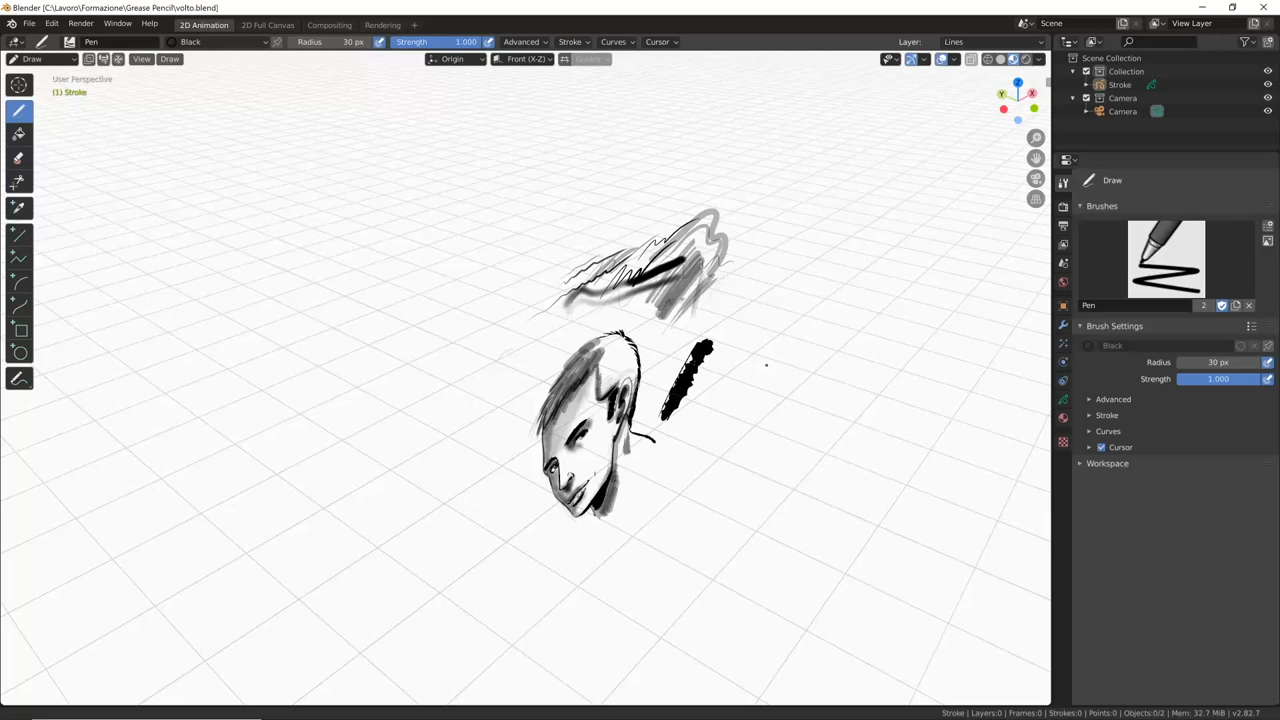 Blender [C:\Lavoro\Formazione\Grease Pencil\volto.blend]
File Edit Render Window Help 2D Animation 2D Full Canvas Compositing Rendering + Scene View Layer
Pen Black Radius 30 px Strength 1.000 Advanced Stroke Curves Cursor Layer: Lines
Draw View Draw Origin Front (X-Z) Guides
Scene Collection
Collection
Stroke
Camera
Camera
User Perspective
(1) Stroke
Z
Y X
Draw
Brushes
Pen 2
Brush Settings
Black
Radius 30 px
Strength 1.000
Advanced
Stroke
Curves
Cursor
Workspace
Stroke | Layers:0 | Frames:0 | Strokes:0 | Points:0 | Objects:0/2 | Mem: 32.7 MiB | v2.82.7